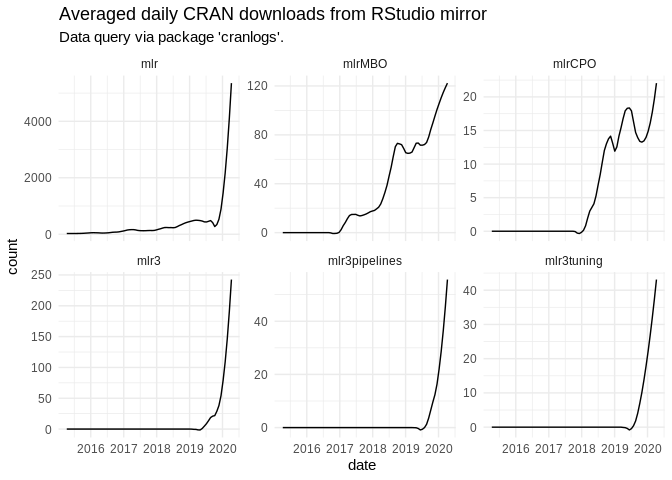 Averaged daily CRAN downloads from RStudio mirror
Data query via package 'cranlogs'.
mlr
mlrMBO
mlrCPO
4000
2000
0
120
80
40
0
20
15
10
5
0
count
mlr3
mlr3pipelines
mlr3tuning
250
200
150
100
50
0
40
20
0
40
30
20
10
0
2016 2017 2018 2019 2020
2016 2017 2018 2019 2020
2016 2017 2018 2019 2020
date